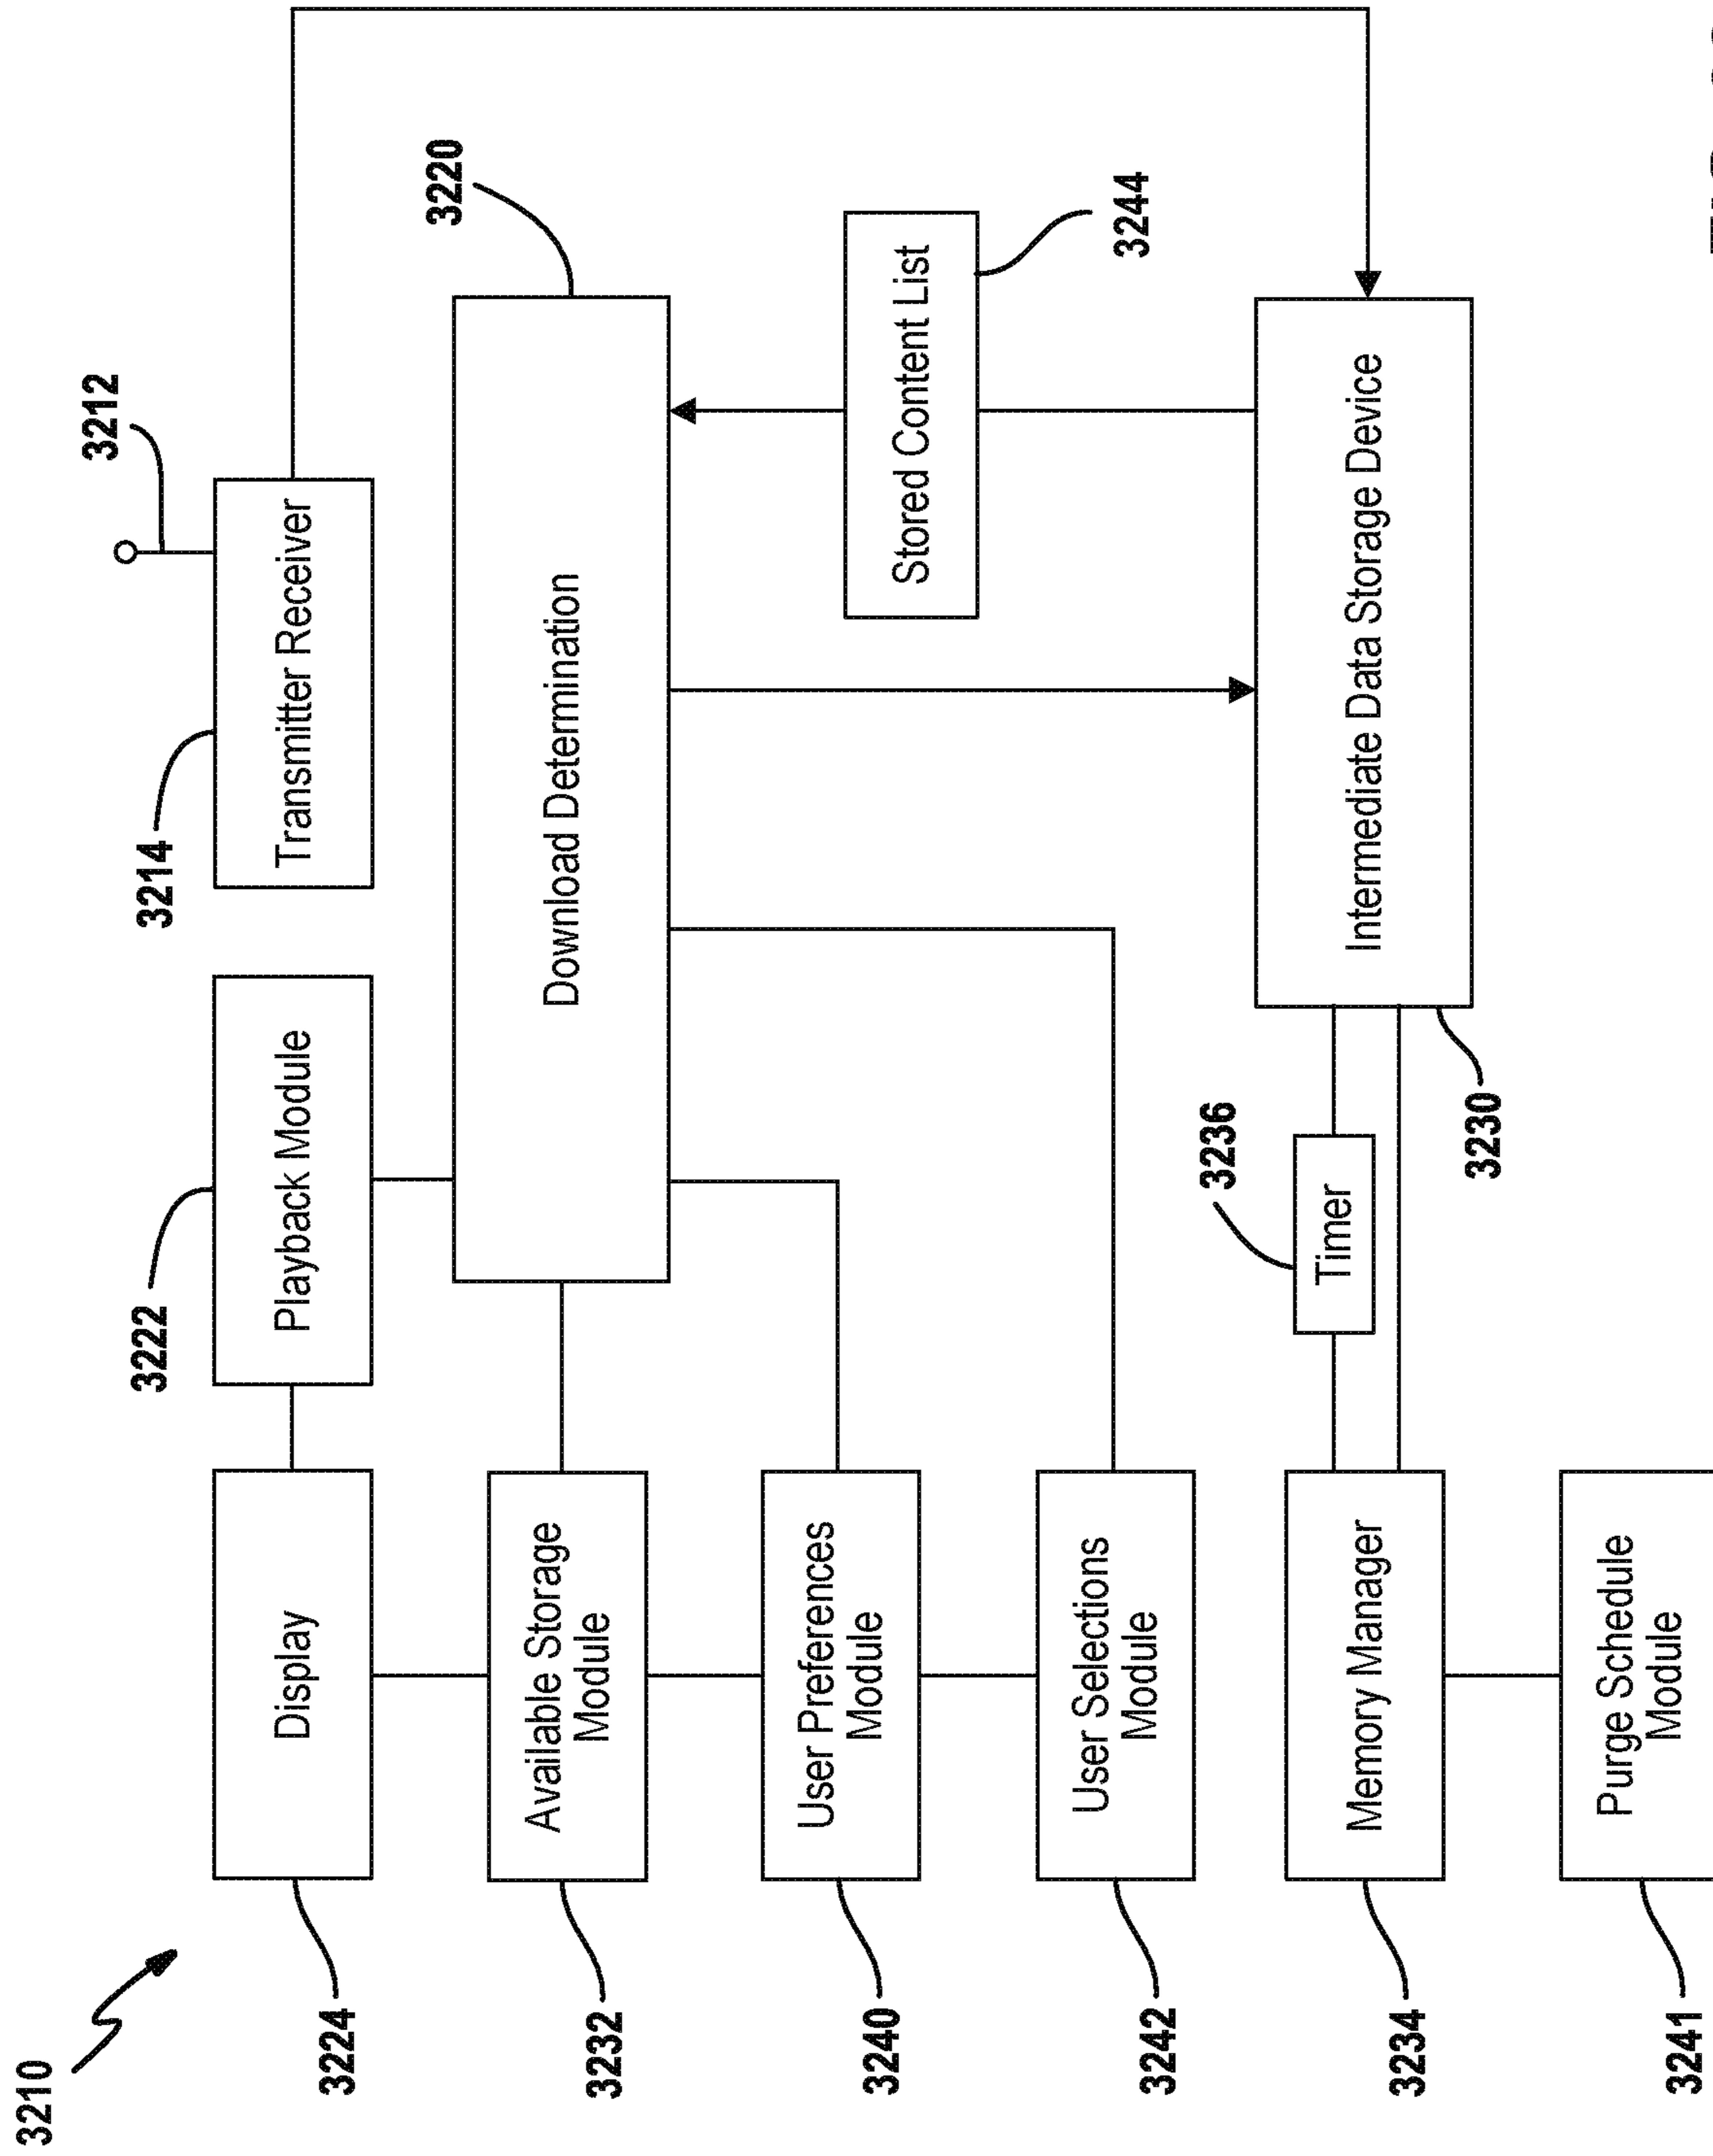 3210
3212
3214
Transmitter Receiver
3222
Playback Module
3224
Display
3220
Download Determination
3232
Available Storage
Module
3240
User Preferences
Module
3242
User Selections
Module
3244
Stored Content List
3236
Timer
3230
Intermediate Data Storage Device
3234
Memory Manager
3241
Purge Schedule
Module